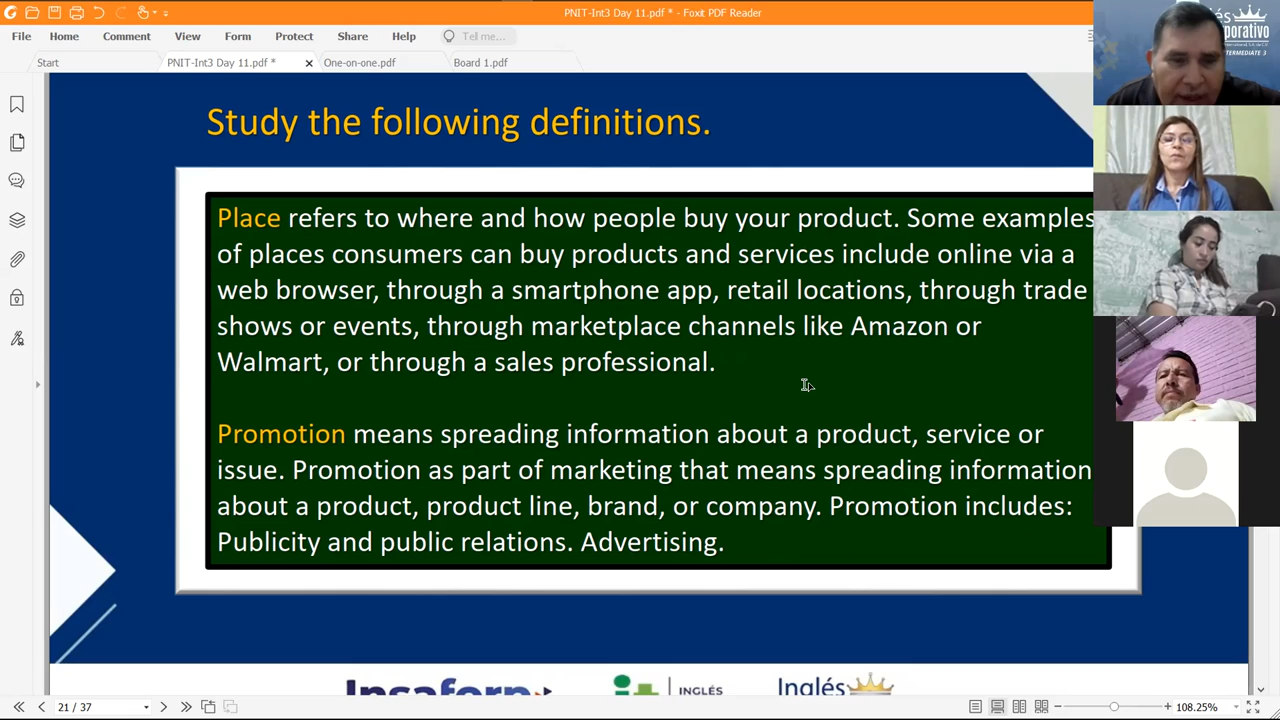 PNIT-Int3 Day 11.pdf * - Foxit PDF Reader
File Home Comment View Form Protect Share Help Tell me...
Start PNIT-Int3 Day 11.pdf * One-on-one.pdf Board 1.pdf
Study the following definitions.
Place refers to where and how people buy your product. Some examples
of places consumers can buy products and services include online via a
web browser, through a smartphone app, retail locations, through trade
shows or events, through marketplace channels like Amazon or
Walmart, or through a sales professional.
Promotion means spreading information about a product, service or
issue. Promotion as part of marketing that means spreading information
about a product, product line, brand, or company. Promotion includes:
Publicity and public relations. Advertising.
INGLÉS
Inglés
21 / 37
108.25%